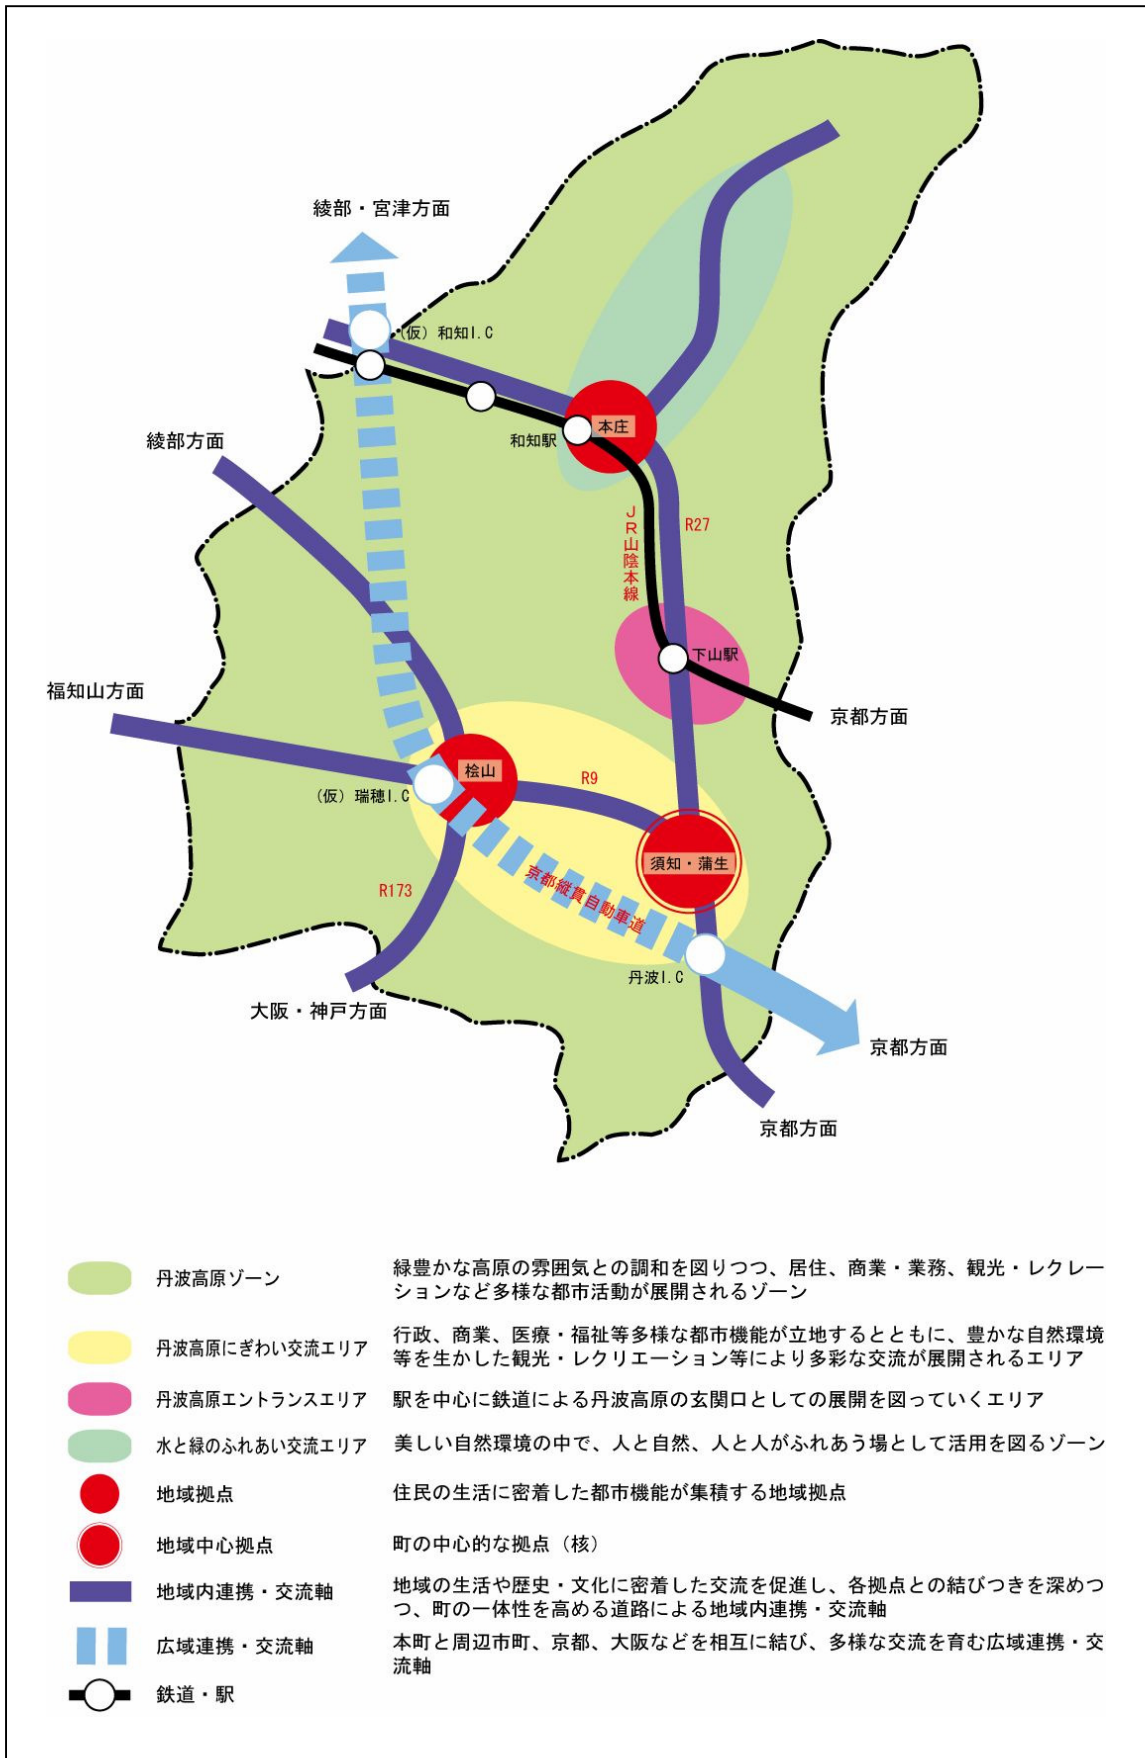 綾部・宮津方面
(仮) 和知I.C
本庄
和知駅
綾部方面
R27
JR山陰本線
下山駅
福知山方面
京都方面
桧山
R9
(仮) 瑞穂I.C
須知・蒲生
R173
京都縦貫自動車道
丹波I.C
大阪・神戸方面
京都方面
京都方面
丹波高原ゾーン
緑豊かな高原の雰囲気との調和を図りつつ、居住、商業・業務、観光・レクレー
ションなど多様な都市活動が展開されるゾーン
丹波高原にぎわい交流エリア
行政、商業、医療・福祉等多様な都市機能が立地するとともに、豊かな自然環境
等を生かした観光・レクリエーション等により多彩な交流が展開されるエリア
丹波高原エントランスエリア
駅を中心に鉄道による丹波高原の玄関口としての展開を図っていくエリア
水と緑のふれあい交流エリア
美しい自然環境の中で、人と自然、人と人がふれあう場として活用を図るゾーン
地域拠点
住民の生活に密着した都市機能が集積する地域拠点
地域中心拠点
町の中心的な拠点（核）
地域内連携・交流軸
地域の生活や歴史・文化に密着した交流を促進し、各拠点との結びつきを深めつ
つ、町の一体性を高める道路による地域内連携・交流軸
広域連携・交流軸
本町と周辺市町、京都、大阪などを相互に結び、多様な交流を育む広域連携・交
流軸
鉄道・駅